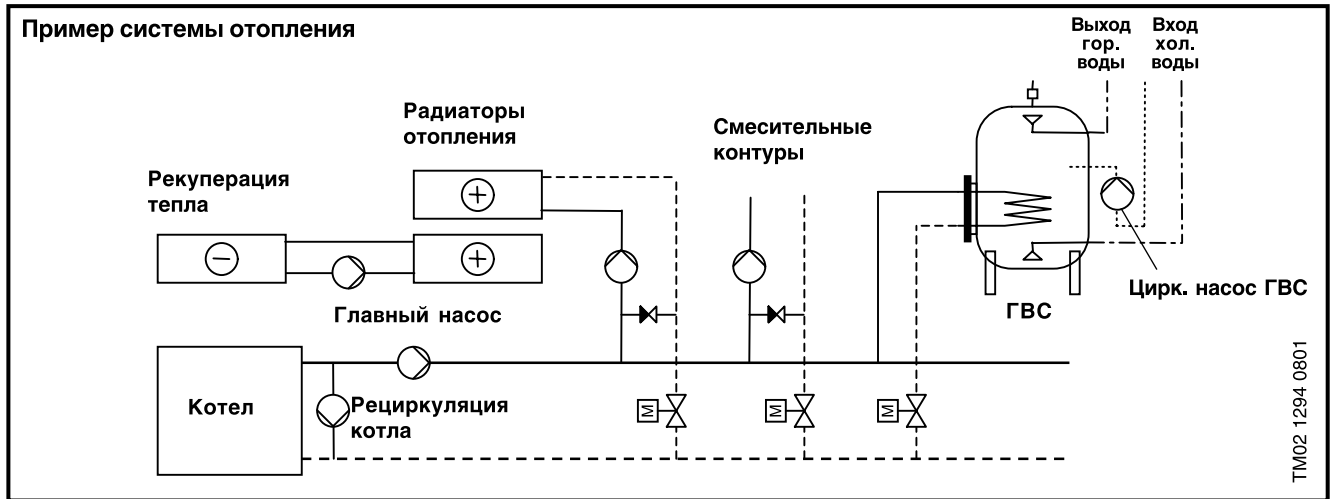 Пример системы отопления
Выход
гор.
воды
Вход
хол.
воды
Радиаторы
отопления
Смесительные
контуры
Рекуперация
тепла
Главный насос
Цирк. насос ГВС
ГВС
Котел
Рециркуляция
котла
M
M
M
TM02 1294 0801